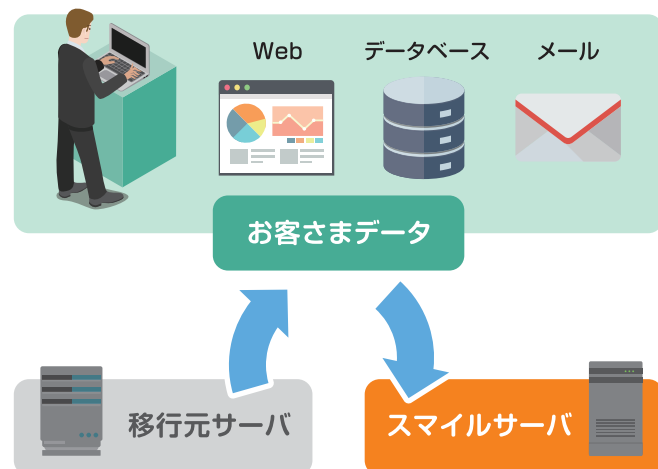 Web
データベース
メール
お客さまデータ
移行元サーバ
スマイルサーバ